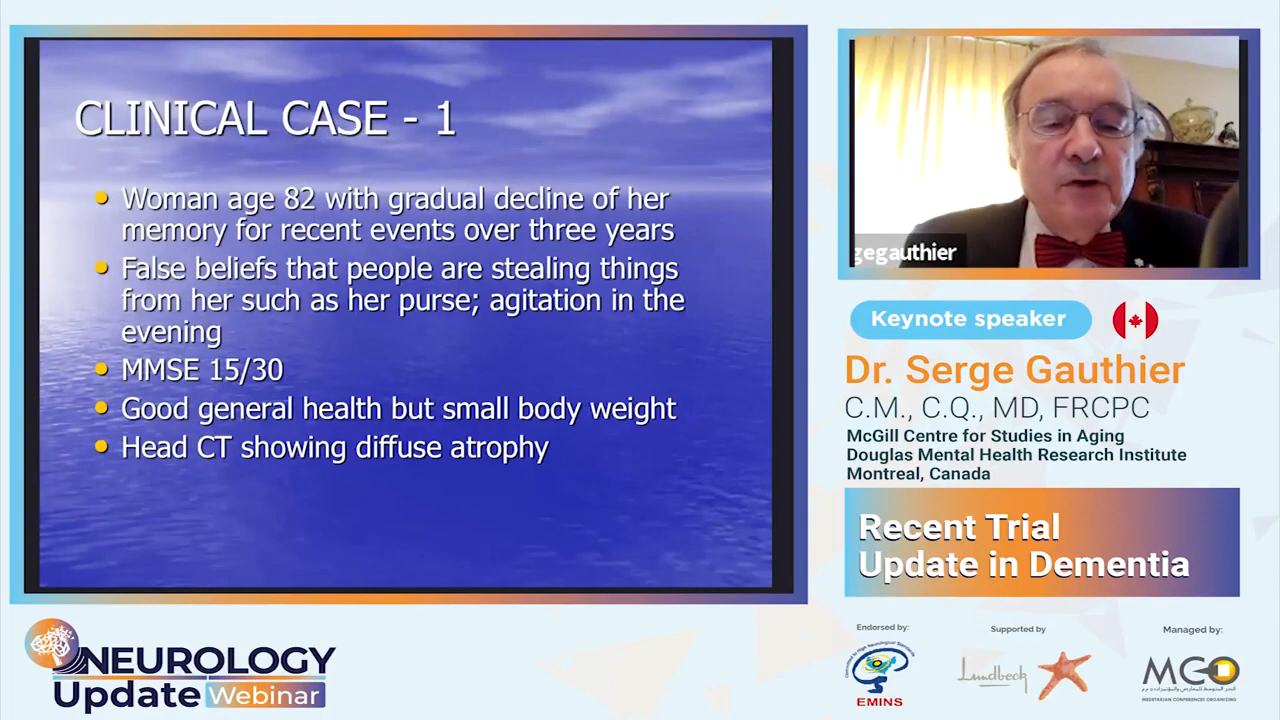 CLINICAL CASE - 1
• Woman age 82 with gradual decline of her
memory for recent events over three years
• False beliefs that people are stealing things
from her such as her purse; agitation in the
evening
• MMSE 15/30
• Good general health but small body weight
• Head CT showing diffuse atrophy
gegauthier
Keynote speaker
Dr. Serge Gauthier
C.M., C.Q., MD, FRCPC
McGill Centre for Studies in Aging
Douglas Mental Health Research Institute
Montreal, Canada
Recent Trial
Update in Dementia
NEUROLOGY
Update Webinar
Endorsed by:
EMINS
Supported by
Lundbeck
Managed by:
MCO
MEDITARIAN CONFERENCES ORGANIZING